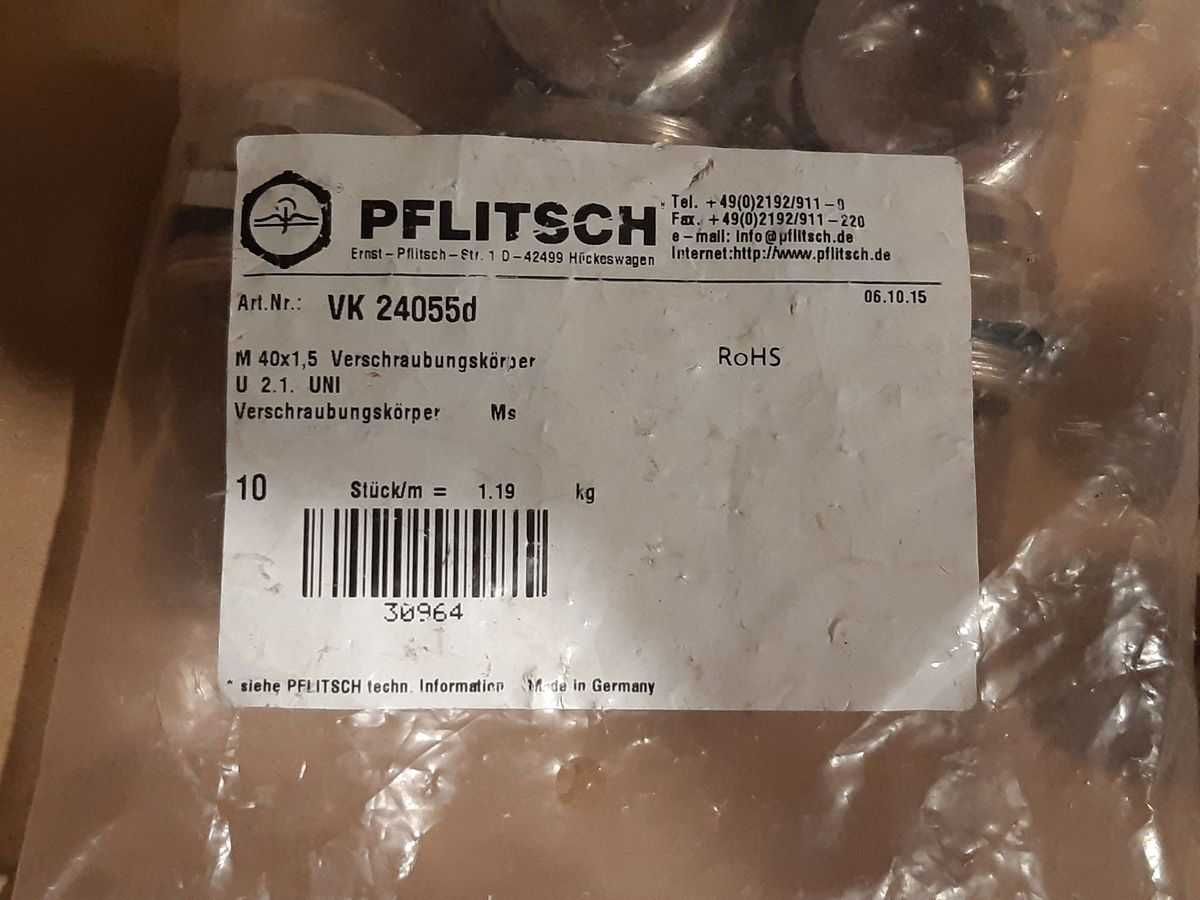 PFLITSCH
Ernst-Pflitsch-Str. 1 D-42499 Hückeswagen
Tel. +49(0)2192/911-0
Fax. +49(0)2192/911-220
e-mail: info@pflitsch.de
Internet:http://www.pflitsch.de
Art.Nr.: VK 24055d
06.10.15
M 40x1,5 Verschraubungskörper
RoHS
U 2.1. UNI
Verschraubungskörper Ms
10 Stück/m = 1.19 kg
30964
* siehe PFLITSCH techn. Information Made in Germany